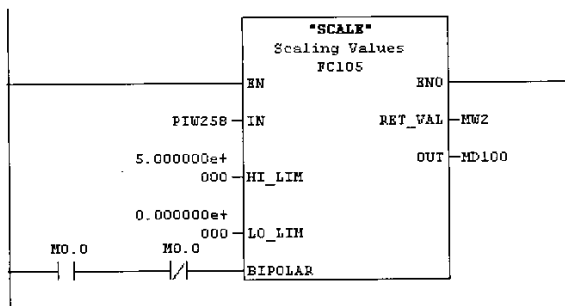 "SCALE"
Scaling Values
FC105
EN ENO
PIW258 IN RET_VAL MW2
5.000000e+ OUT MD100
000 HI_LIM
0.000000e+
000 LO_LIM
M0.0 M0.0
BIPOLAR